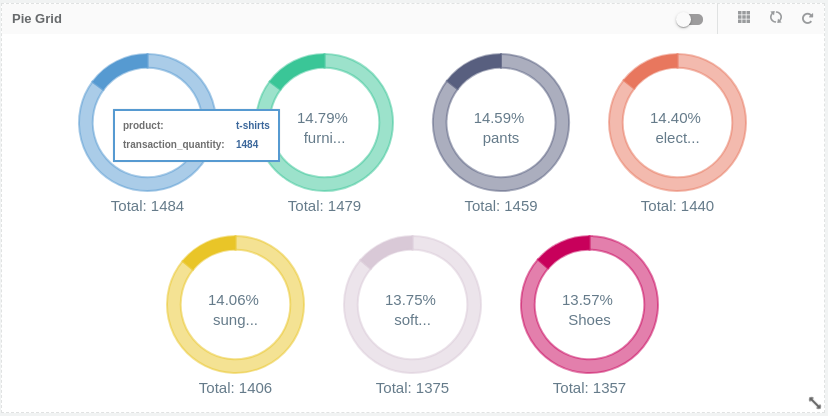 Pie Grid
product: t-shirts
transaction_quantity: 1484
14.79%
furni...
14.59%
pants
14.40%
elect...
Total: 1484
Total: 1479
Total: 1459
Total: 1440
14.06%
sung...
13.75%
soft...
13.57%
Shoes
Total: 1406
Total: 1375
Total: 1357